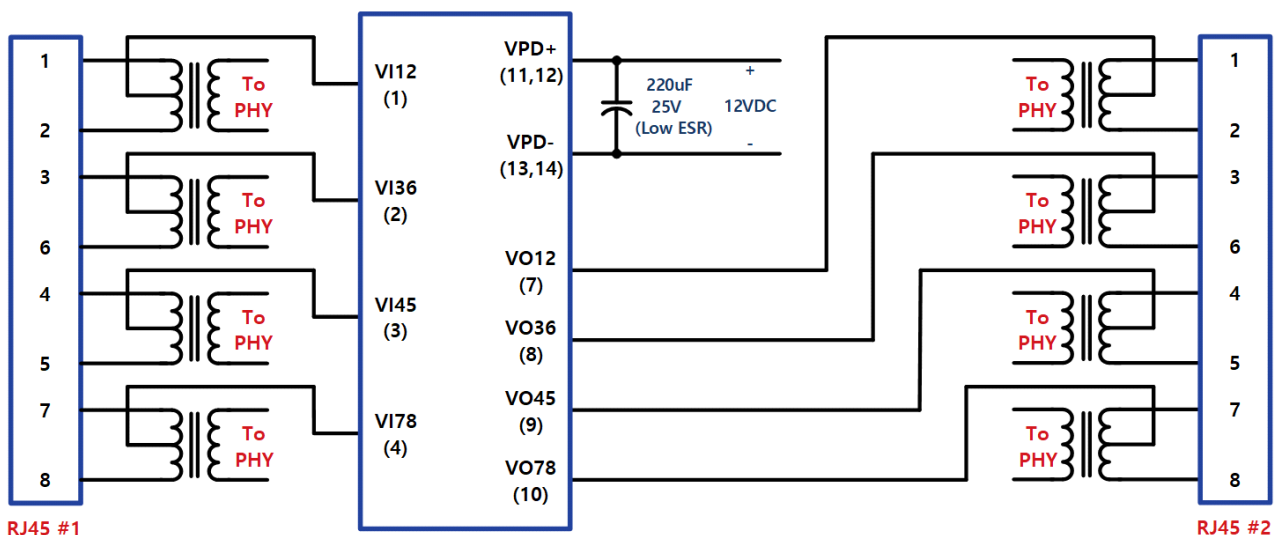 1
2
3
6
4
5
7
8
RJ45 #1
To
PHY
To
PHY
To
PHY
To
PHY
VI12
(1)
VI36
(2)
VI45
(3)
VI78
(4)
VPD+
(11,12)
VPD-
(13,14)
VO12
(7)
VO36
(8)
VO45
(9)
VO78
(10)
220uF
25V
(Low ESR)
+
12VDC
-
To
PHY
To
PHY
To
PHY
To
PHY
1
2
3
6
4
5
7
8
RJ45 #2